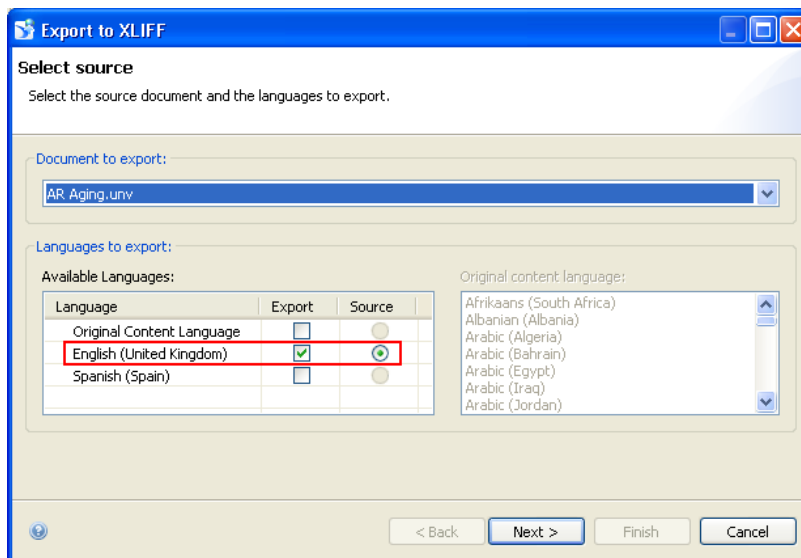 Export to XLIFF
Select source
Select the source document and the languages to export.
Document to export:
AR Aging.unv
Languages to export:
Available Languages:
Language Export Source
Original Content Language
English (United Kingdom)
Spanish (Spain)
Original content language:
Afrikaans (South Africa)
Albanian (Albania)
Arabic (Algeria)
Arabic (Bahrain)
Arabic (Egypt)
Arabic (Iraq)
Arabic (Jordan)
< Back Next > Finish Cancel